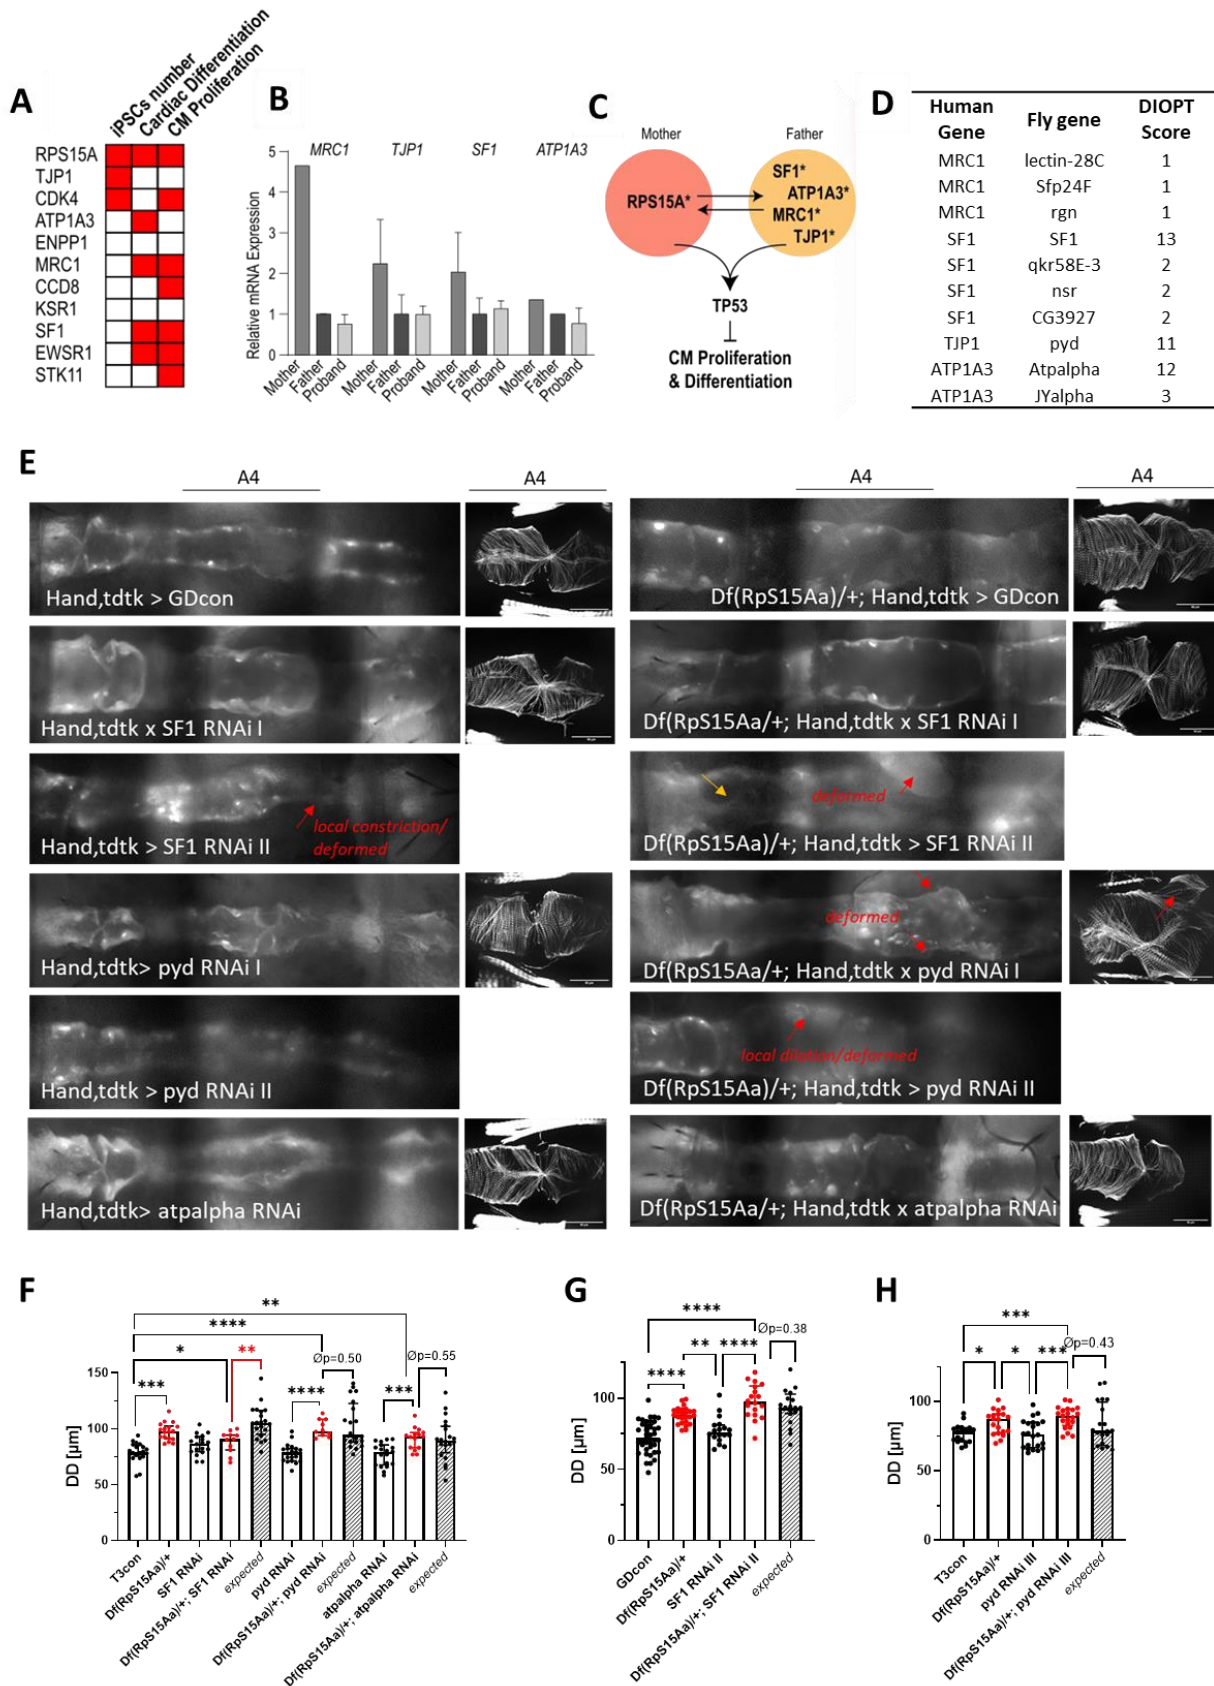 A
iPSCs number
Cardiac Differentiation
CM Proliferation
RPS15A
TJP1
CDK4
ATP1A3
ENPP1
MRC1
CCD8
KSR1
SF1
EWSR1
STK11
B
Relative mRNA Expression
5
4
3
2
1
0
MRC1 TJP1 SF1 ATP1A3
Mother Father Proband Mother Father Proband Mother Father Proband Mother Father Proband
C
Mother Father
RPS15A*
SF1*
ATP1A3*
MRC1*
TJP1*
TP53
CM Proliferation
& Differentiation
D
Human Gene Fly gene DIOPT Score
MRC1 lectin-28C 1
MRC1 Sfp24F 1
MRC1 rgn 1
SF1 SF1 13
SF1 qkr58E-3 2
SF1 nsr 2
SF1 CG3927 2
TJP1 pyd 11
ATP1A3 Atpalpha 12
ATP1A3 JYalpha 3
E
A4 A4 A4 A4
Hand,tdtk > GDcon
Df(RpS15Aa)/+; Hand,tdtk > GDcon
Hand,tdtk x SF1 RNAi I
Df(RpS15Aa/+; Hand,tdtk x SF1 RNAi I
local constriction/
deformed
Hand,tdtk > SF1 RNAi II
deformed
Df(RpS15Aa)/+; Hand,tdtk > SF1 RNAi II
Hand,tdtk> pyd RNAi I
deformed
Df(RpS15Aa/+; Hand,tdtk x pyd RNAi I
Hand,tdtk > pyd RNAi II
local dilation/deformed
Df(RpS15Aa)/+; Hand,tdtk > pyd RNAi II
Hand,tdtk> atpalpha RNAi
Df(RpS15Aa/+; Hand,tdtk x atpalpha RNAi
F
DD [µm]
150
100
50
0
**
****
* **
*** **** ***
Øp=0.50 Øp=0.55
T3con
Df(RpS15Aa)/+
SF1 RNAi
Df(RpS15Aa)/+; SF1 RNAi
expected
pyd RNAi
Df(RpS15Aa)/+; pyd RNAi
expected
atpalpha RNAi
Df(RpS15Aa)/+; atpalpha RNAi
expected
G
DD [µm]
100
50
0
****
Øp=0.38
** ****
****
GDcon
Df(RpS15Aa)/+
SF1 RNAi II
Df(RpS15Aa)/+; SF1 RNAi II
expected
H
DD [µm]
100
50
0
***
Øp=0.43
* * ***
T3con
Df(RpS15Aa)/+
pyd RNAi III
Df(RpS15Aa)/+; pyd RNAi III
expected